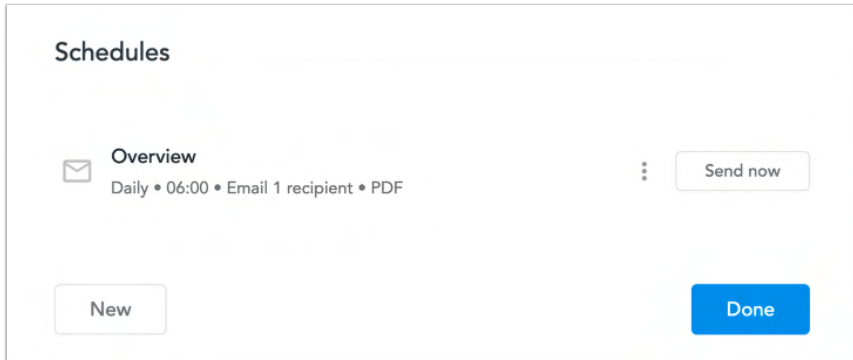 Schedules
Overview
Send now
Daily • 06:00 • Email 1 recipient • PDF
New
Done